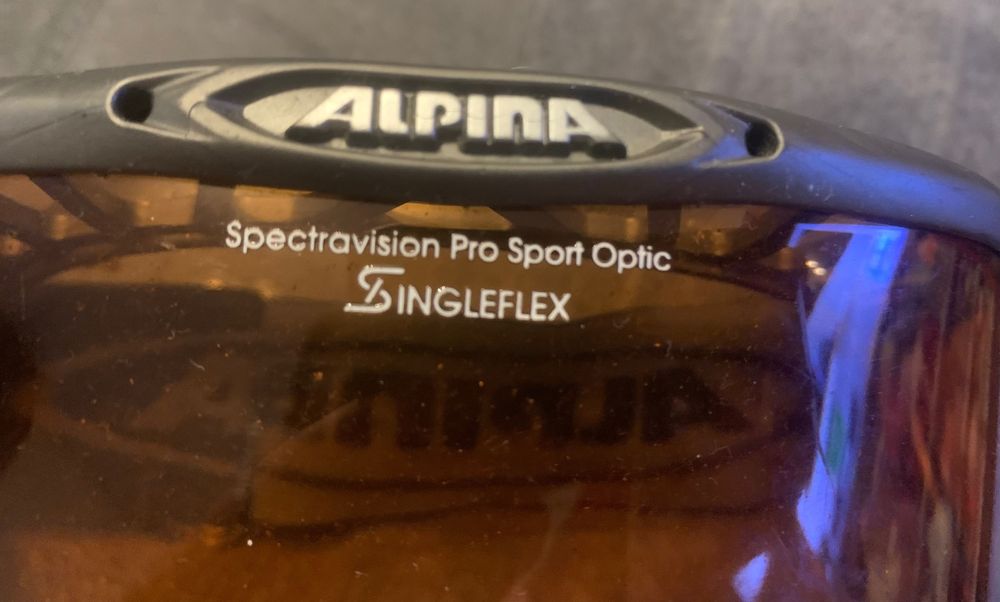 ALPINA
Spectravision Pro Sport Optic
SINGLEFLEX